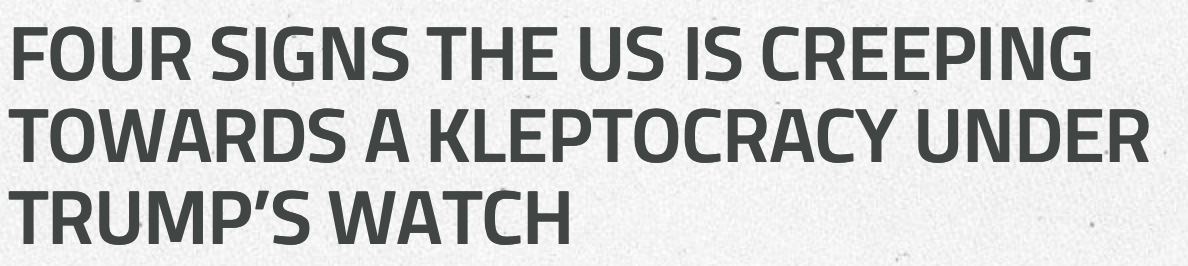 FOUR SIGNS THE US IS CREEPING
TOWARDS A KLEPTOCRACY UNDER
TRUMP’S WATCH